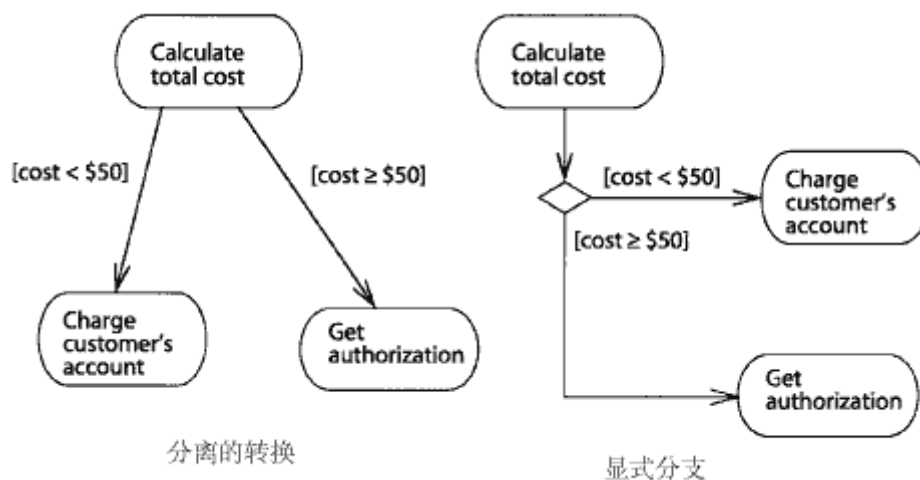 Calculate
total cost
[cost < $50]
[cost ≥ $50]
Charge
customer's
account
Get
authorization
分离的转换
Calculate
total cost
[cost < $50]
Charge
customer's
account
[cost ≥ $50]
Get
authorization
显式分支